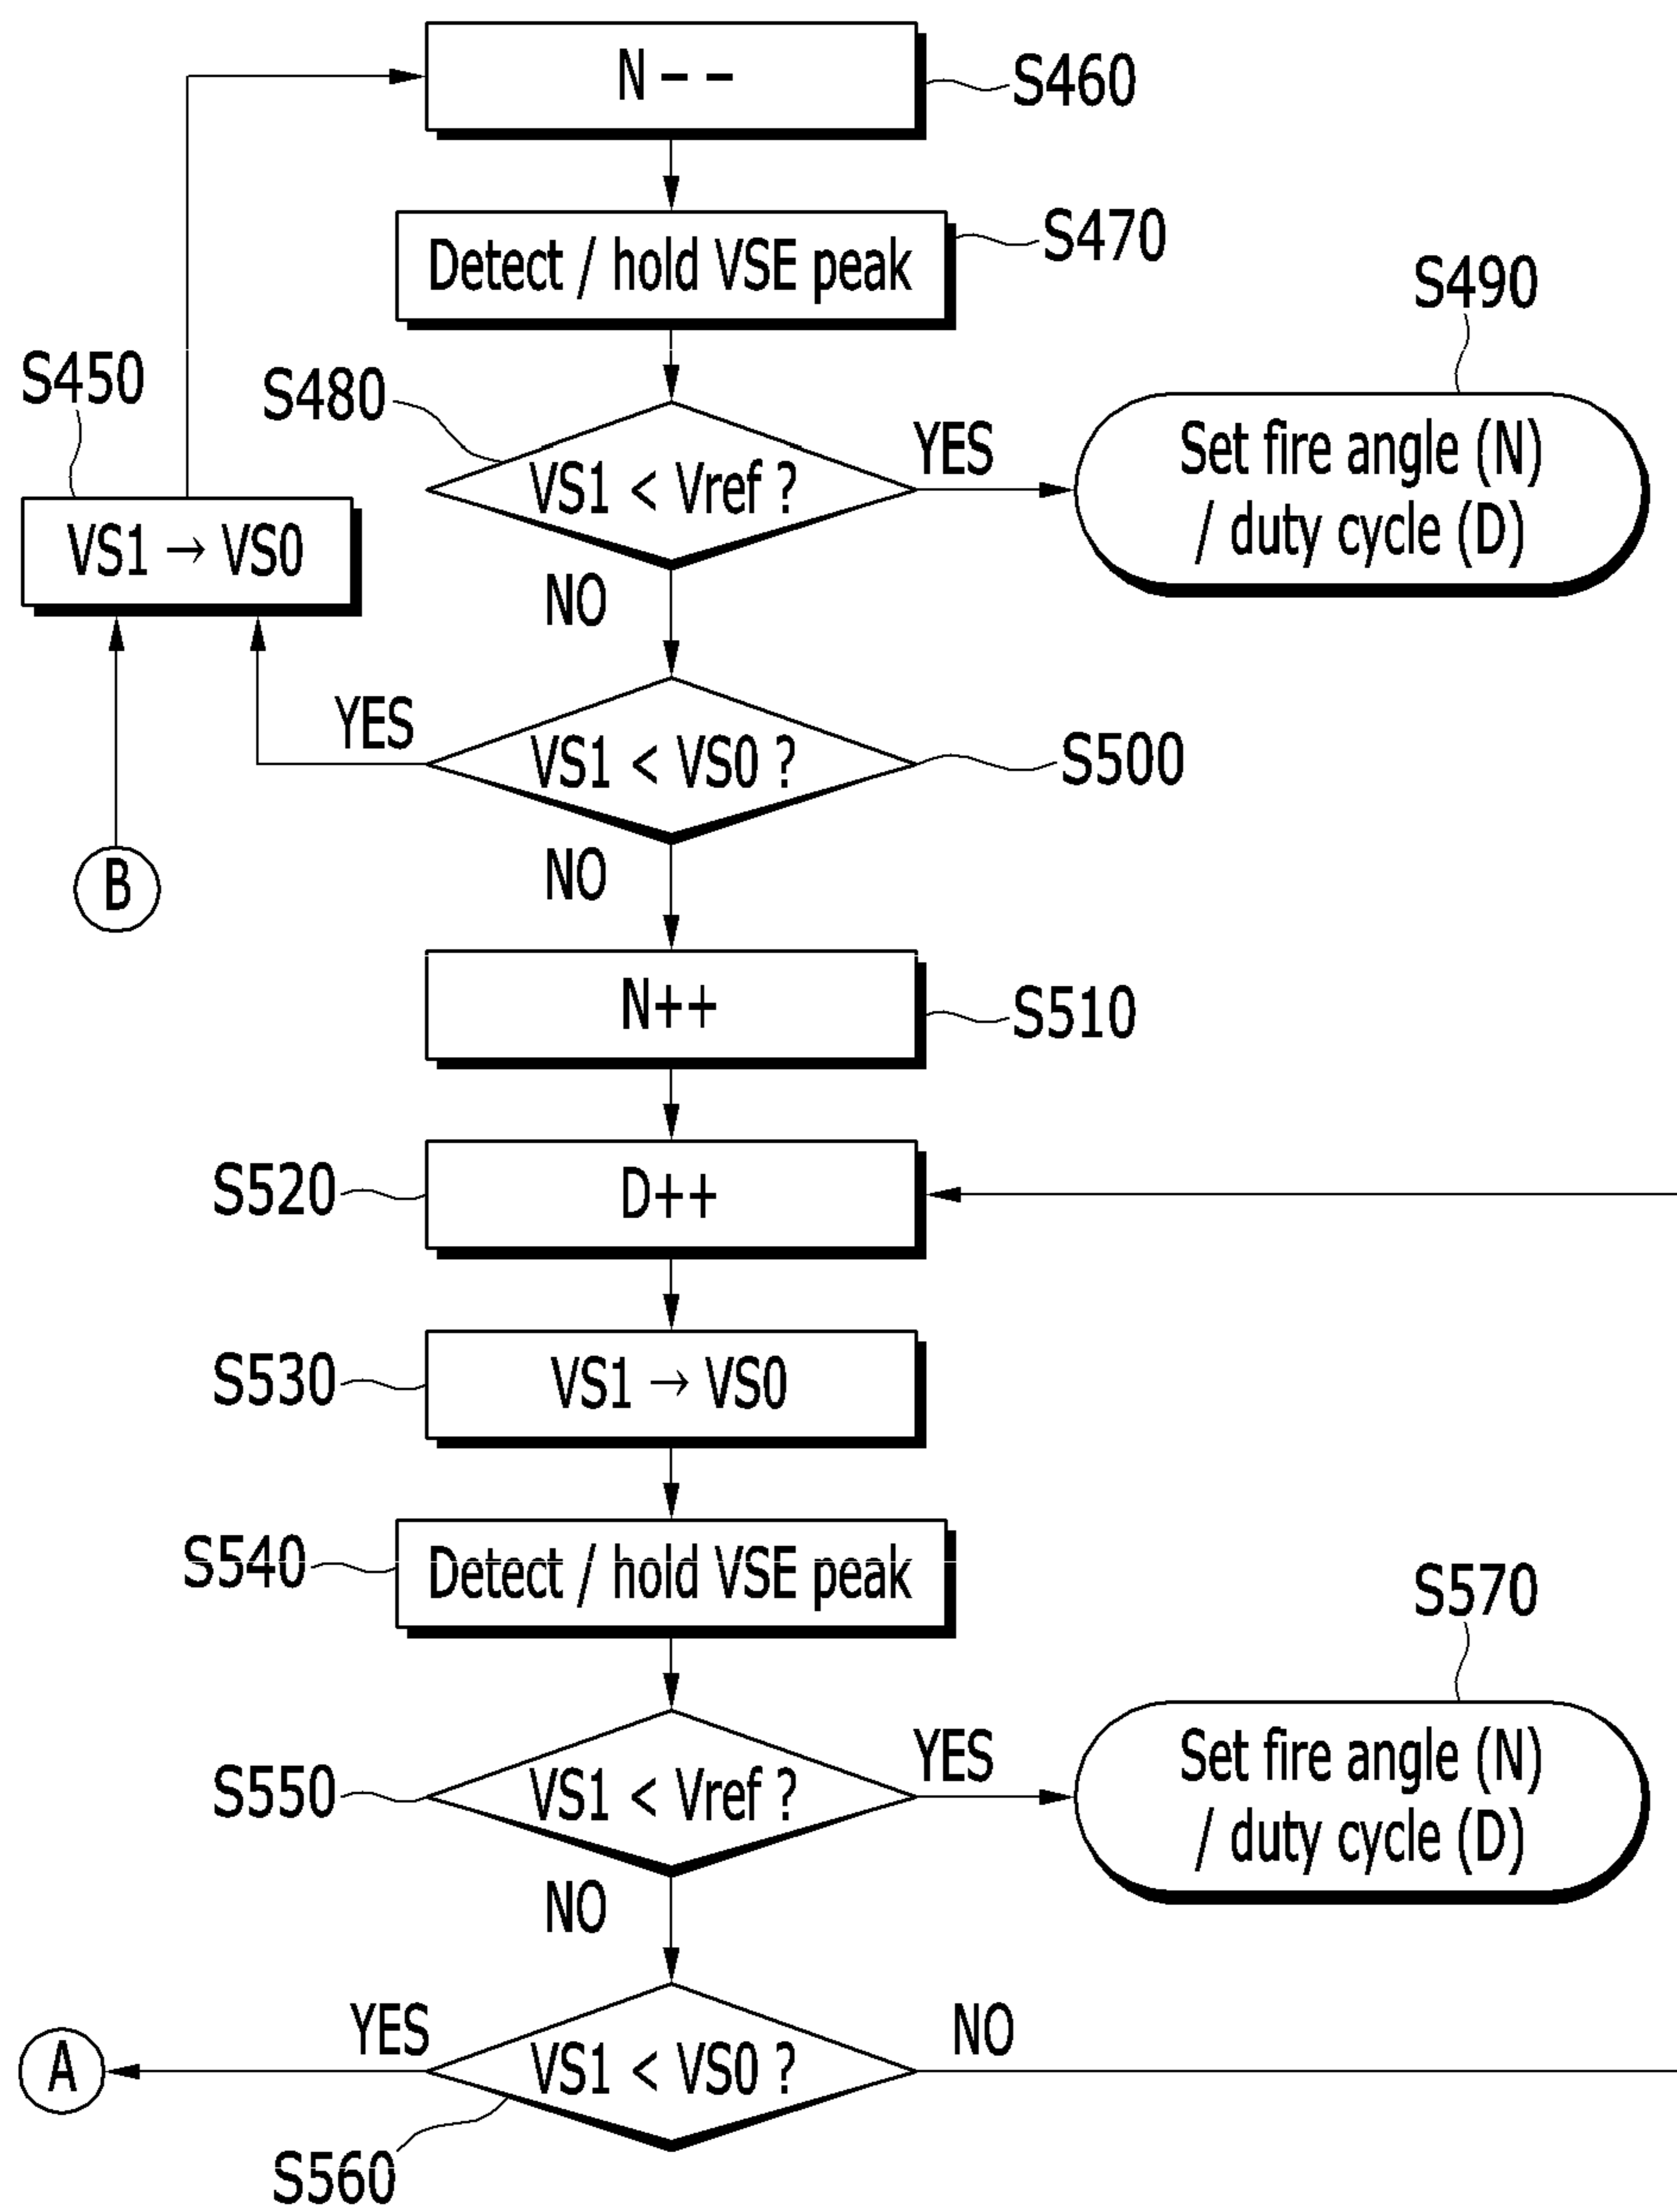 N – –
S460
Detect / hold VSE peak
S470
S490
S450
S480
VS1 < Vref ?
YES
Set fire angle (N)
/ duty cycle (D)
VS1 → VS0
NO
YES
VS1 < VS0 ?
S500
B
NO
N++
S510
S520
D++
S530
VS1 → VS0
S540
Detect / hold VSE peak
S570
S550
VS1 < Vref ?
YES
Set fire angle (N)
/ duty cycle (D)
NO
A
YES
VS1 < VS0 ?
NO
S560